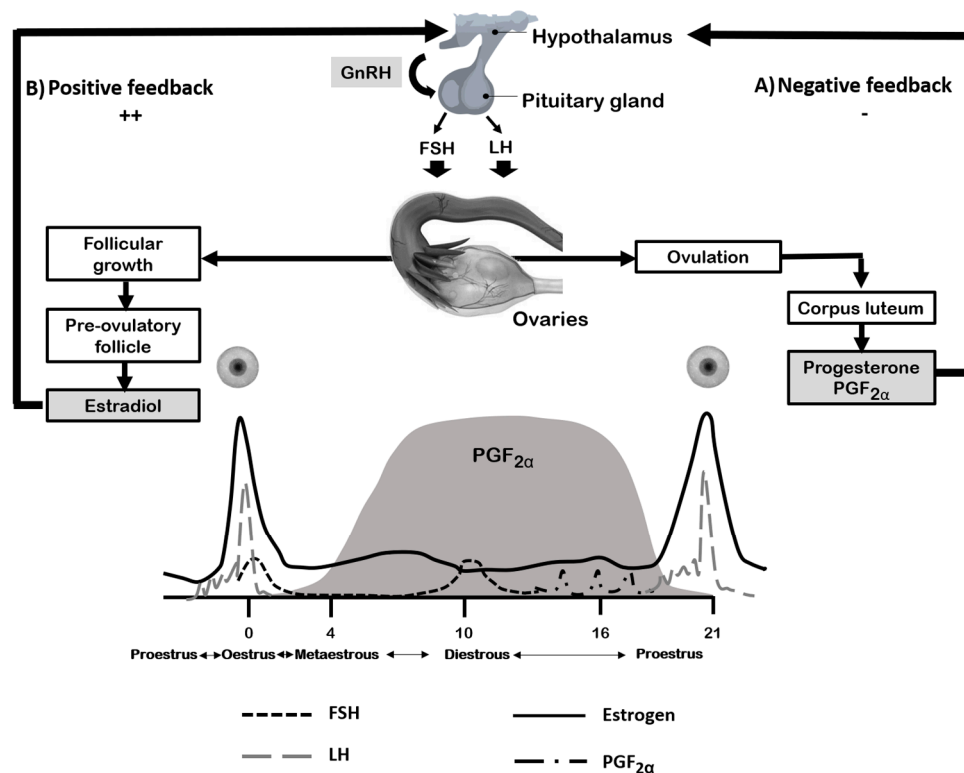 Hypothalamus
GnRH
B) Positive feedback
++
A) Negative feedback
-
Pituitary gland
FSH
LH
Follicular
growth
Ovulation
Ovaries
Corpus luteum
Pre-ovulatory
follicle
Progesterone
PGF2α
Estradiol
PGF2α
0
4
10
16
21
Proestrus
Oestrus
Metaestrous
Diestrous
Proestrus
FSH
Estrogen
LH
PGF2α